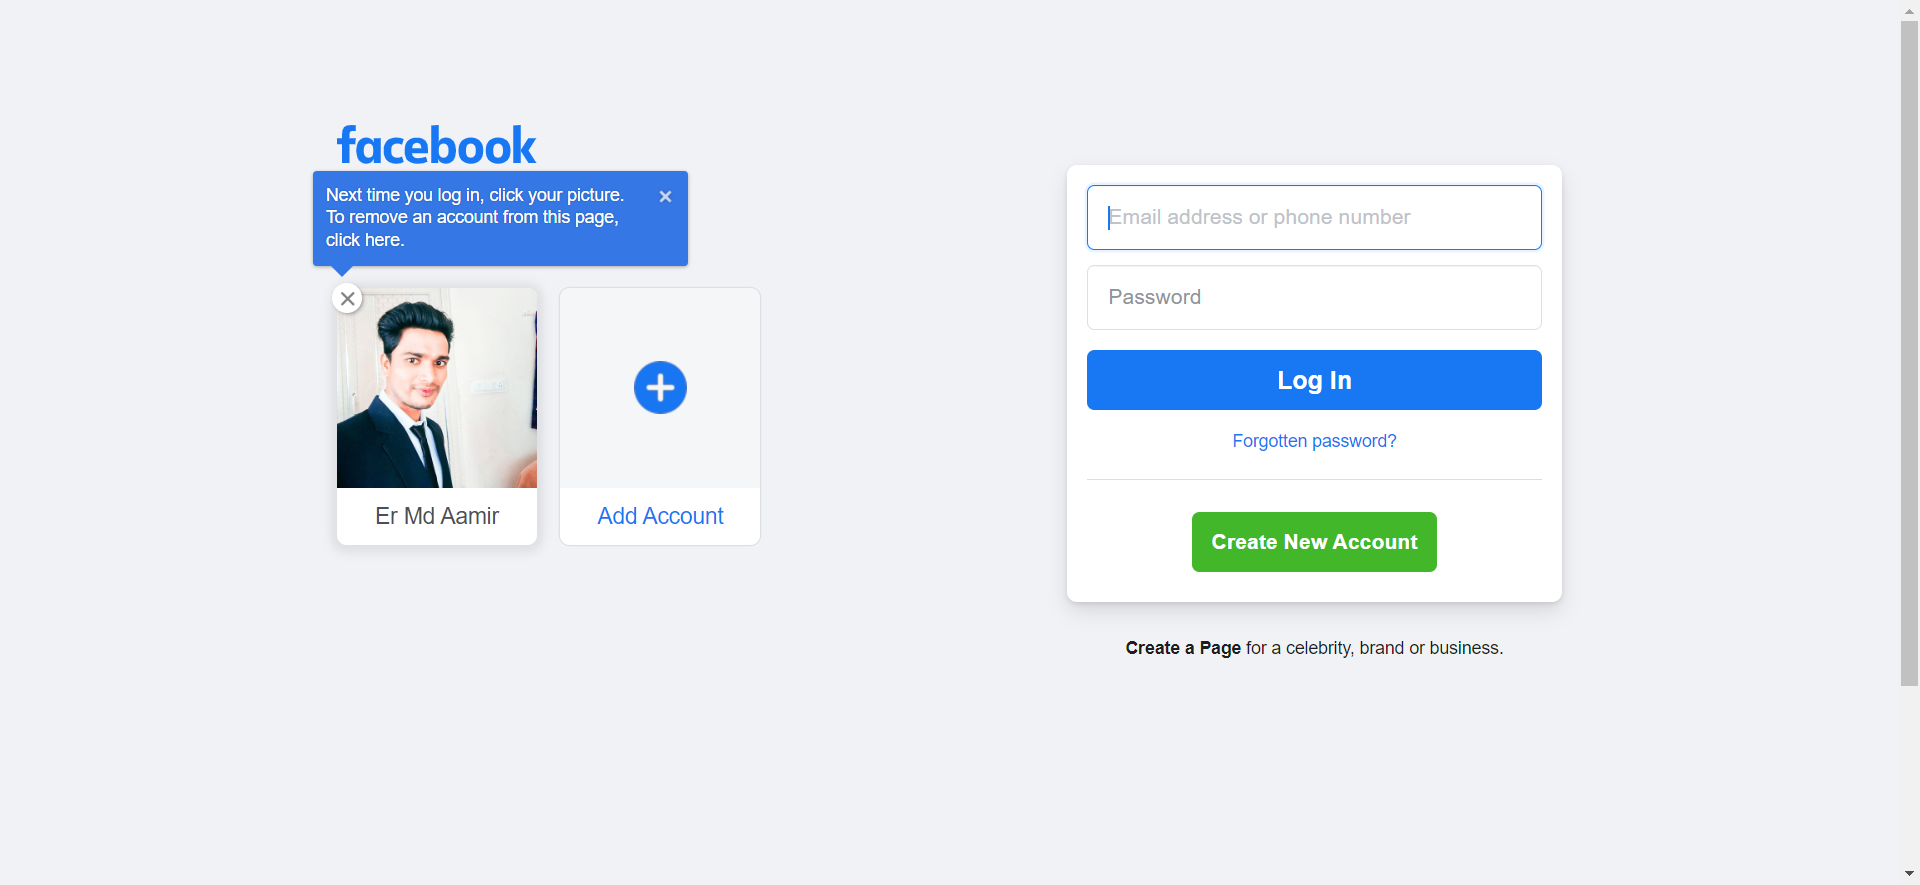 facebook
Next time you log in, click your picture.
To remove an account from this page,
click here.
Er Md Aamir
Add Account
Email address or phone number
Password
Log In
Forgotten password?
Create New Account
Create a Page for a celebrity, brand or business.